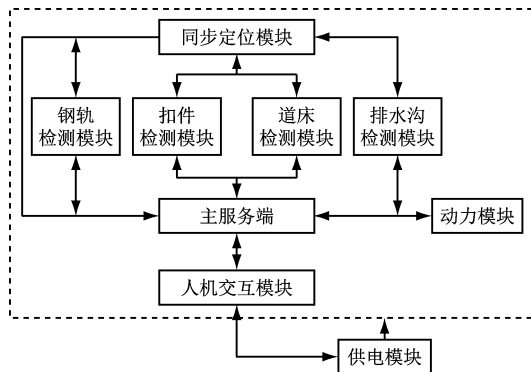 同步定位模块
钢轨
检测模块
扣件
检测模块
道床
检测模块
排水沟
检测模块
主服务端
动力模块
人机交互模块
供电模块